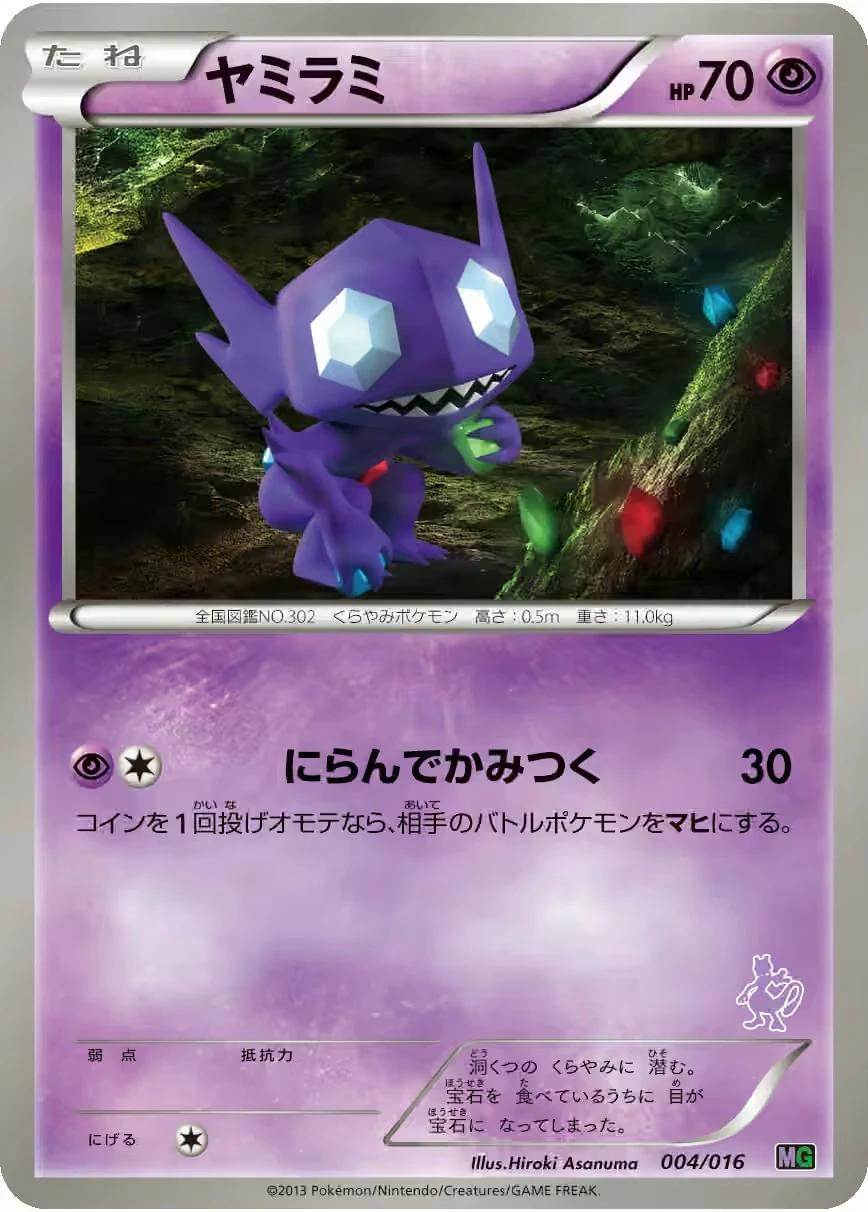 たね ヤミラミ HP70
全国図鑑NO.302 くらやみポケモン 高さ:0.5m 重さ:11.0kg
にらんでかみつく 30
コインを1回投げオモテなら、相手のバトルポケモンをマヒにする。
弱点 抵抗力
にげる
洞くつの くらやみに 潜む。
宝石を 食べているうちに 目が
宝石に なってしまった。
Illus.Hiroki Asanuma 004/016 MG
©2013 Pokémon/Nintendo/Creatures/GAME FREAK.